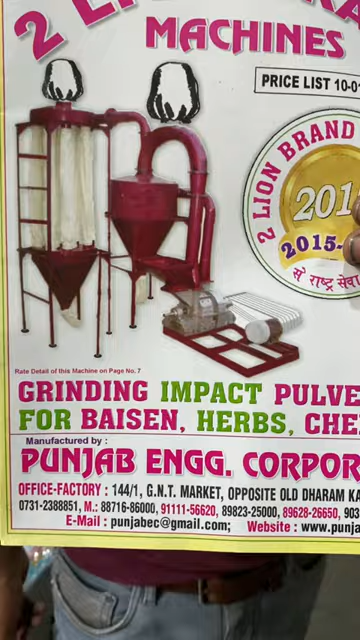 2
MACHINES
PRICE LIST 10-0
2 LION BRAND
201
2015-
से राष्ट्र सेवा
Rate Detail of this Machine on Page No. 7
GRINDING IMPACT PULVE
FOR BAISEN, HERBS, CHE
Manufactured by :
PUNJAB ENGG. CORPOR
OFFICE-FACTORY : 144/1, G.N.T. MARKET, OPPOSITE OLD DHARAM KA
0731-2388851, M.: 88716-86000, 91111-56620, 89823-25000, 89628-26650, 903
E-Mail : punjabec@gmail.com; Website : www.punja